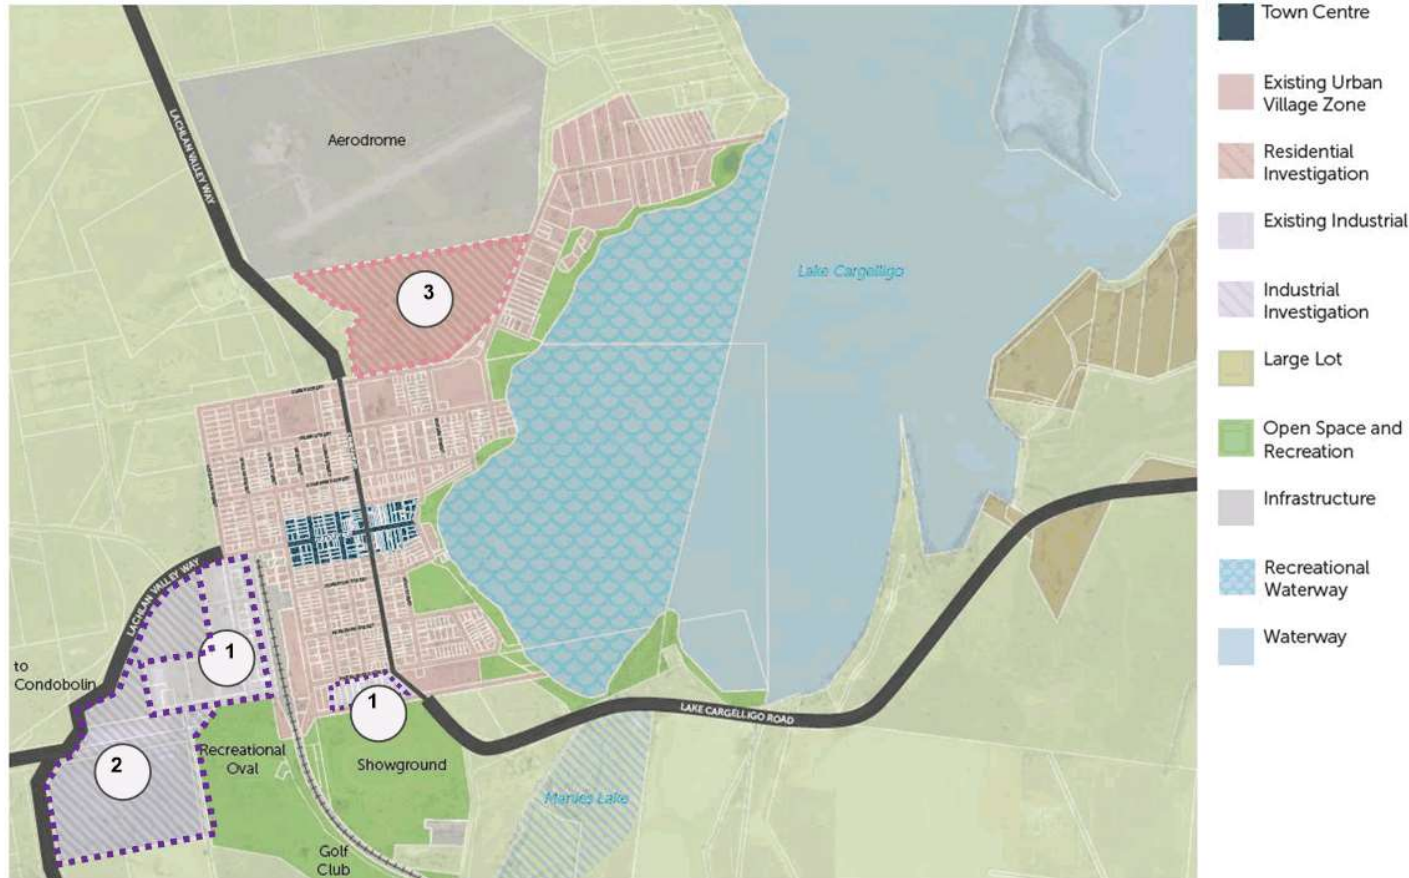 Town Centre
Existing Urban
Village Zone
Residential
Investigation
Existing Industrial
Industrial
Investigation
Large Lot
Open Space and
Recreation
Infrastructure
Recreational
Waterway
Waterway
LACHLAN VALLEY WAY
Aerodrome
Lake Cargelligo
3
LACHLAN VALLEY WAY
1
to
Condobolin
1
LAKE CARGELLIGO ROAD
2
Recreational
Oval
Showground
Manies Lake
Golf
Club